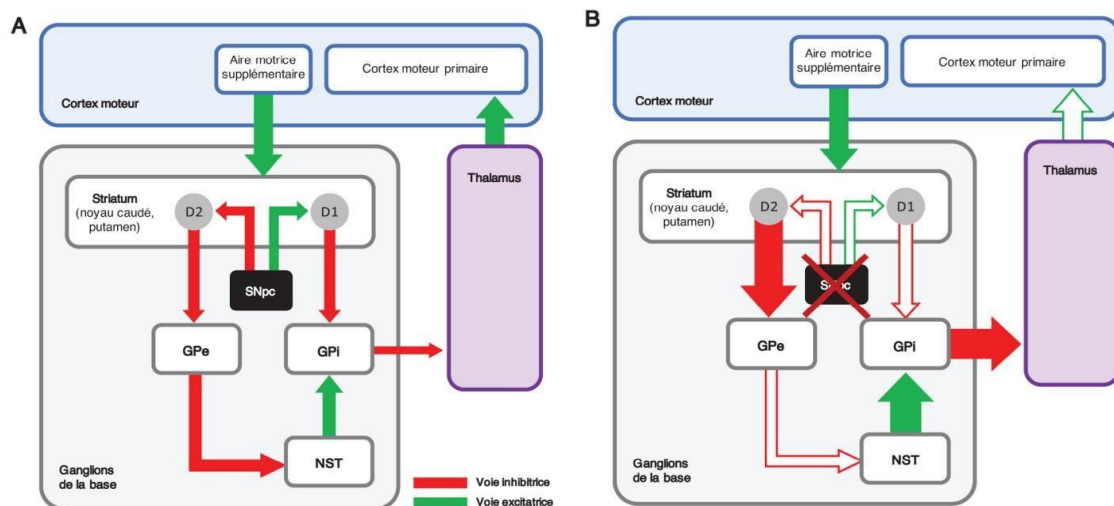 A
Aire motrice
supplémentaire
Cortex moteur primaire
Cortex moteur
Striatum
(noyau caudé,
putamen)
D2
D1
SNpc
GPe
GPi
NST
Thalamus
Ganglions
de la base
Voie inhibitrice
Voie excitatrice
B
Aire motrice
supplémentaire
Cortex moteur primaire
Cortex moteur
Striatum
(noyau caudé,
putamen)
D2
D1
GPe
GPi
NST
Thalamus
Ganglions
de la base